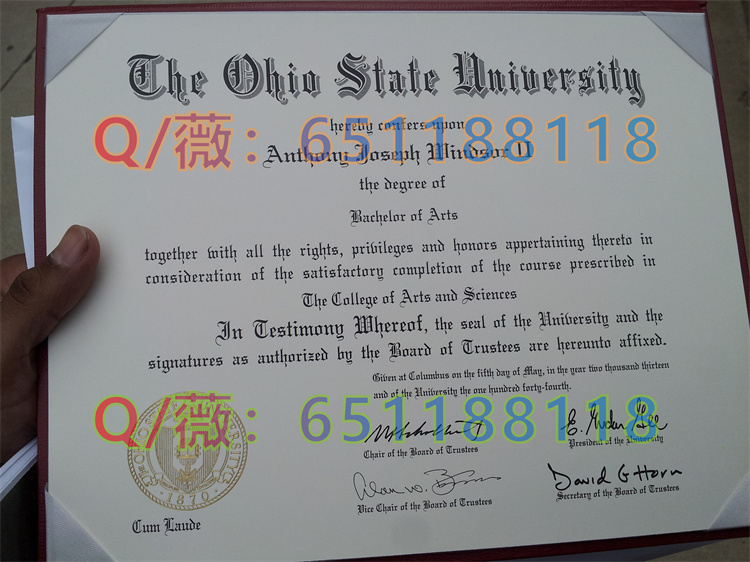 The Ohio State University
hereby confers upon
Q/薇：651188118
Anthony Joseph Windsor II
the degree of
Bachelor of Arts
together with all the rights, privileges and honors appertaining thereto in
consideration of the satisfactory completion of the course prescribed in
The College of Arts and Sciences
In Testimony Whereof, the seal of the University and the
signatures as authorized by the Board of Trustees are hereunto affixed.
Given at Columbus on the fifth day of May, in the year two thousand thirteen
and of the University the one hundred forty-fourth.
Q/薇：651188118
Chair of the Board of Trustees
President of the University
David G Horn
Vice Chair of the Board of Trustees
Secretary of the Board of Trustees
1870
Cum Laude